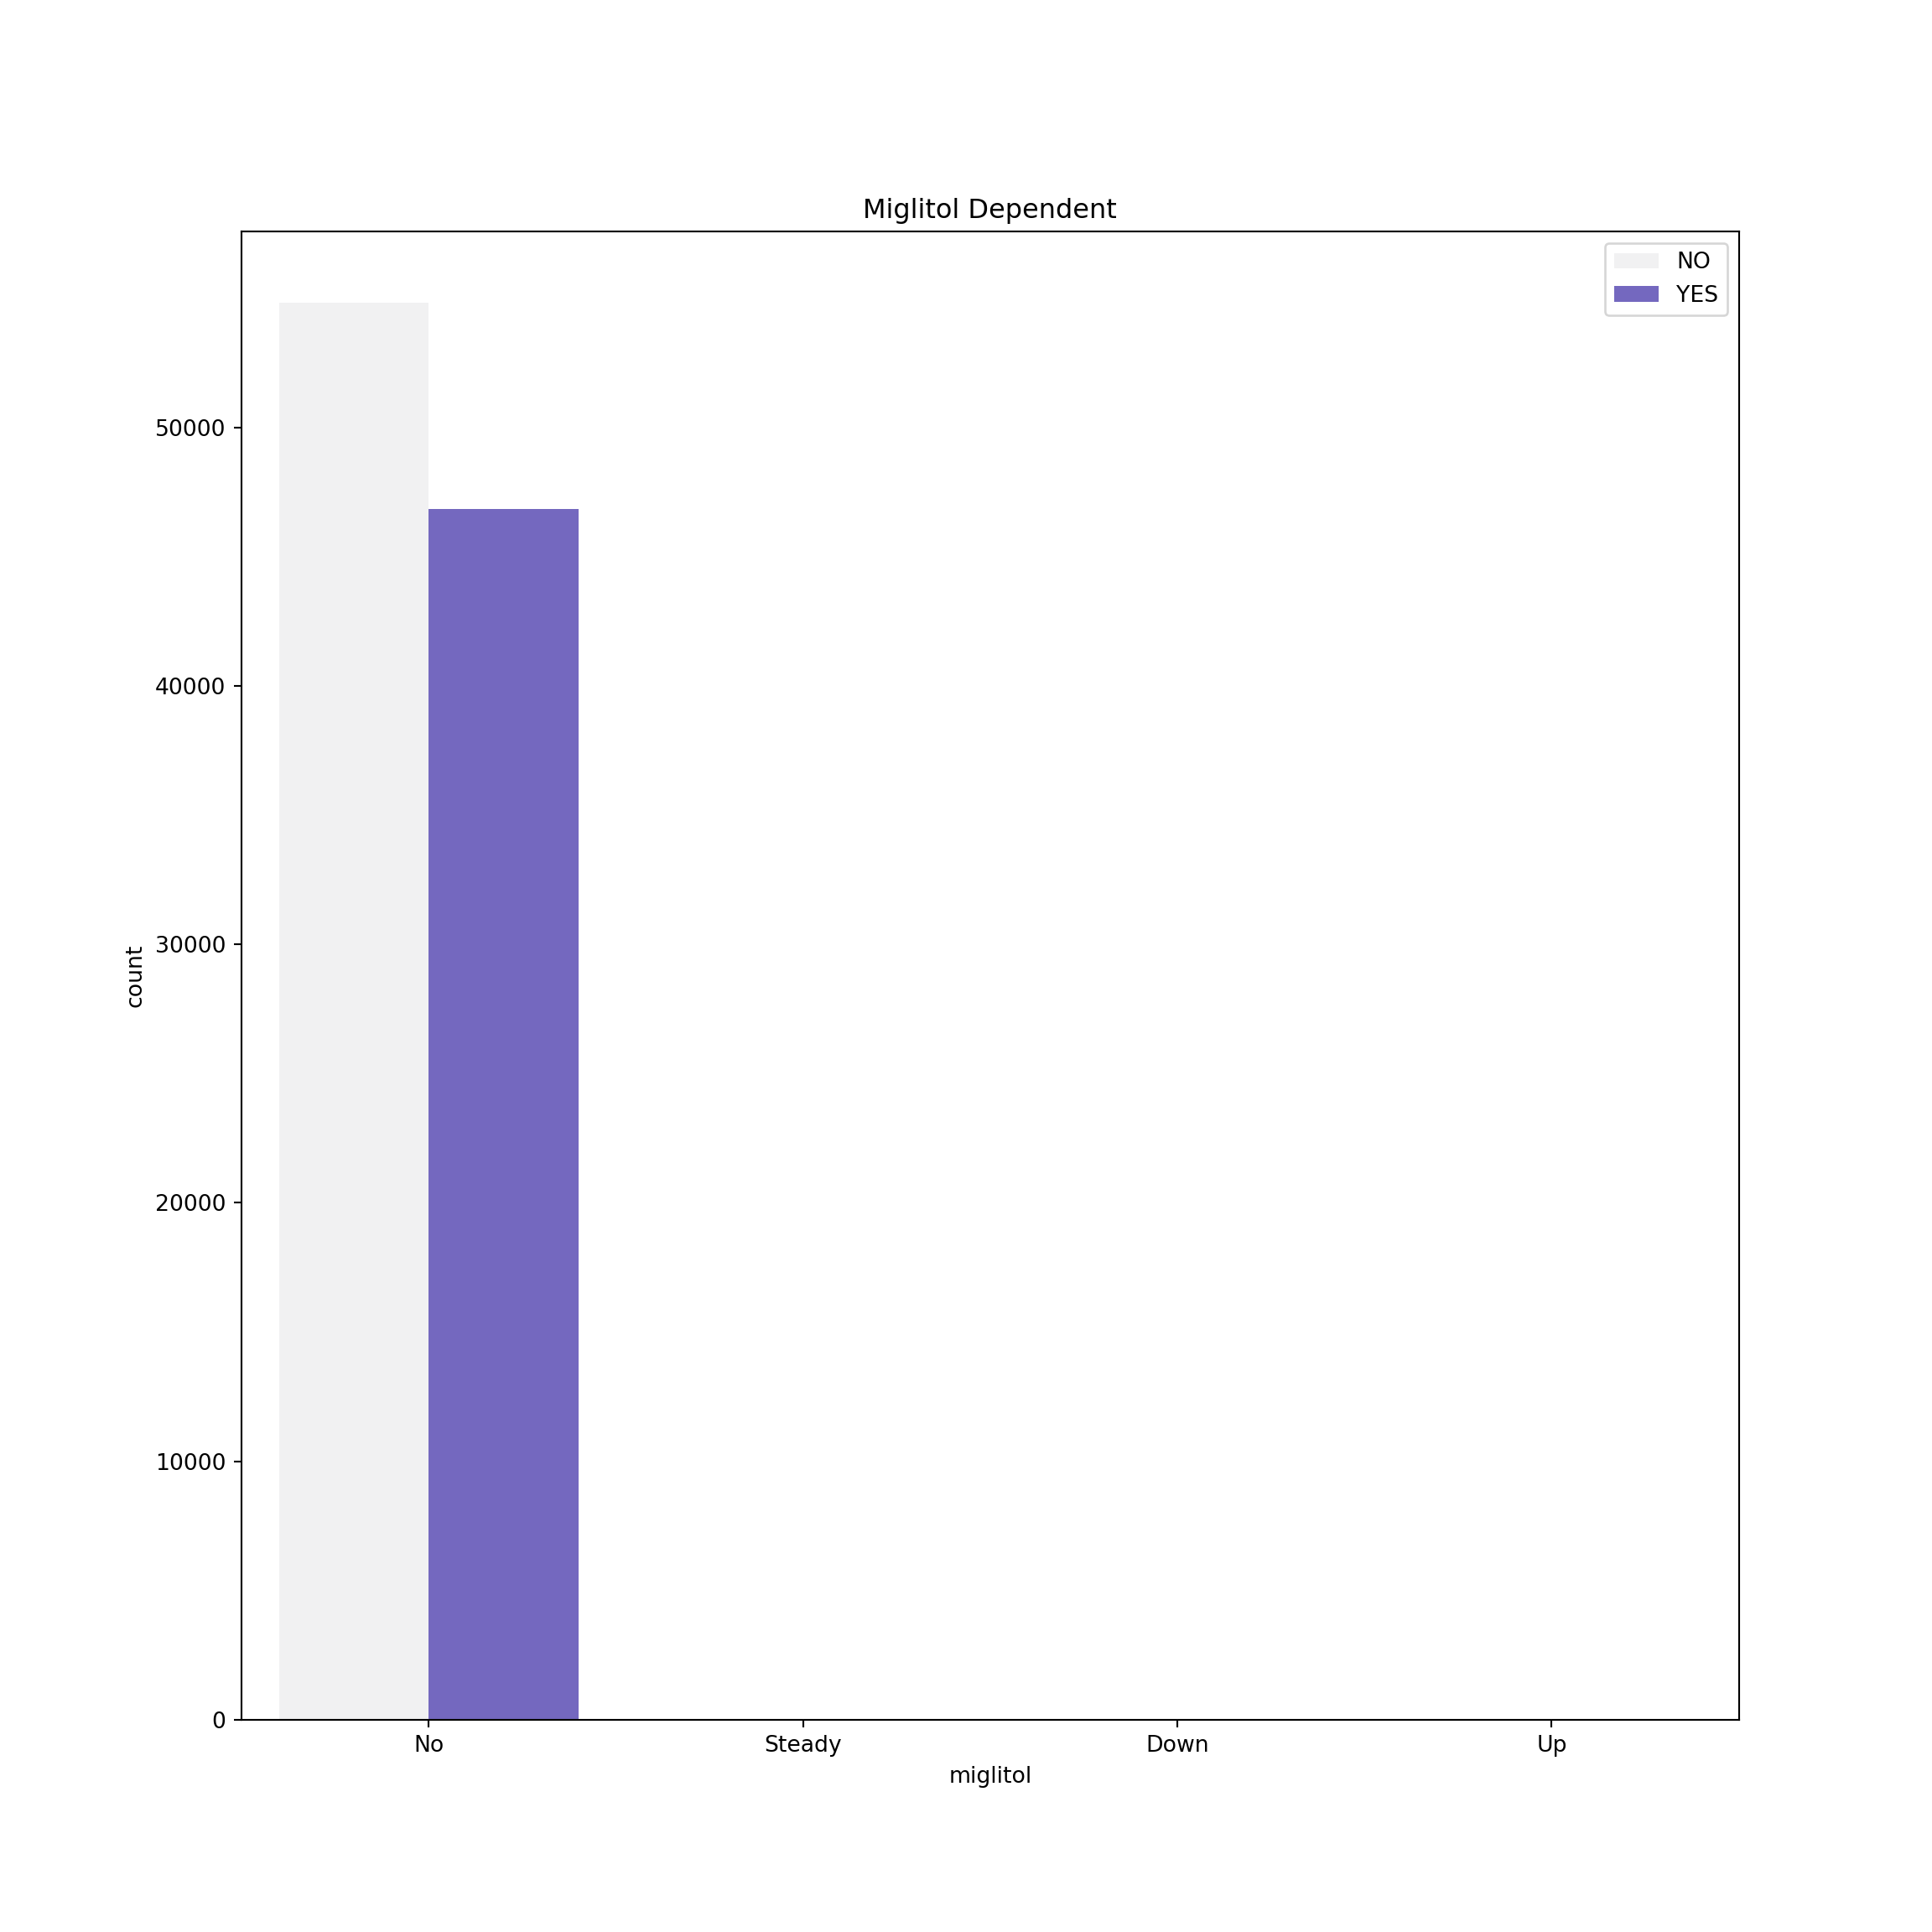 Miglitol Dependent
NO
YES
50000
40000
30000
20000
10000
0
count
No Steady Down Up
miglitol